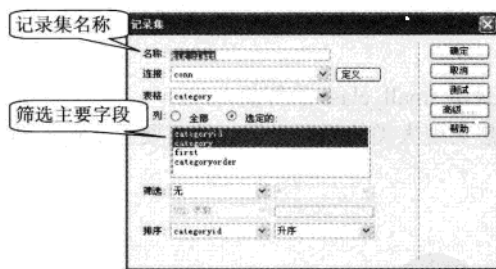 记录集名称
筛选主要字段
记录集
名称:
连接: conn 定义...
表格: category
列: 全部 选定的:
categoryid
category
first
categoryorder
筛选: 无
排序: categoryid 升序
确定
取消
测试
高级...
帮助